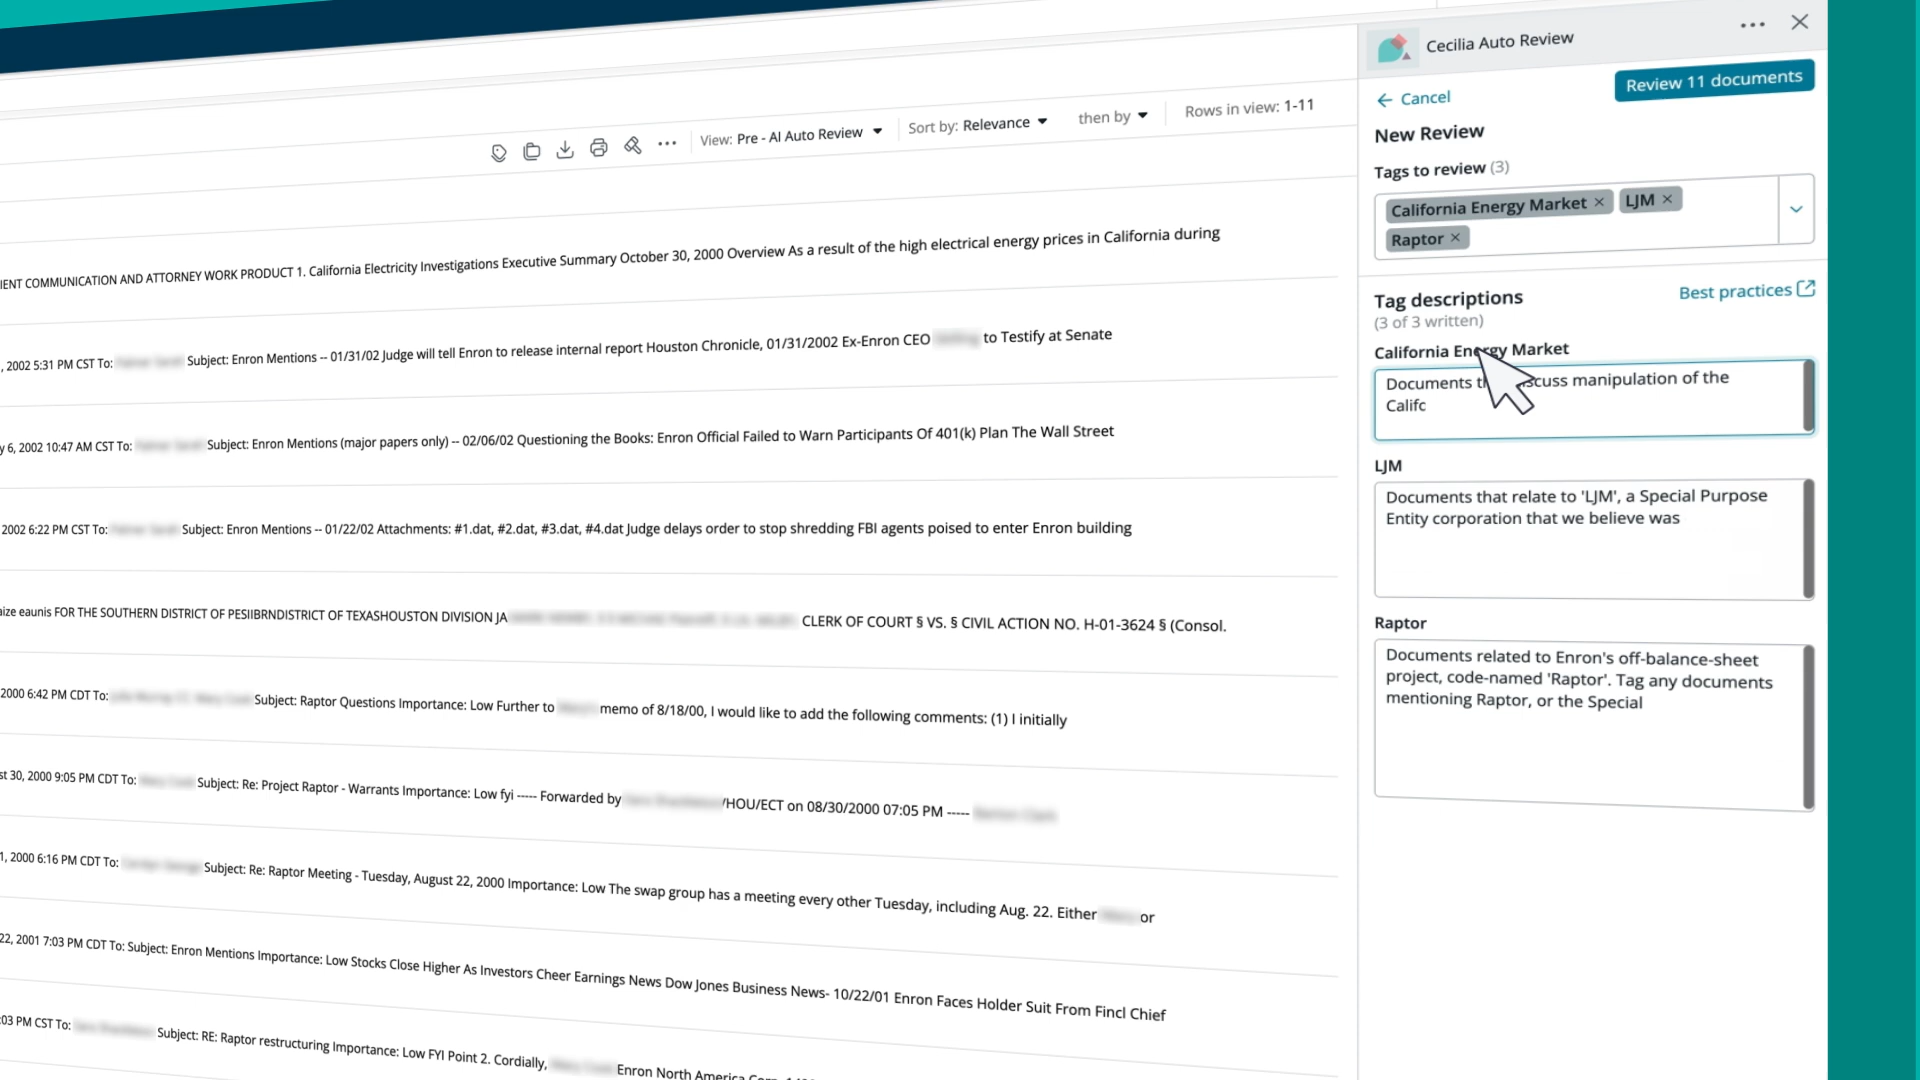 View: Pre - AI Auto Review
Sort by: Relevance
then by
Rows in view: 1-11
IENT COMMUNICATION AND ATTORNEY WORK PRODUCT 1. California Electricity Investigations Executive Summary October 30, 2000 Overview As a result of the high electrical energy prices in California during
, 2002 5:31 PM CST To: Subject: Enron Mentions -- 01/31/02 Judge will tell Enron to release internal report Houston Chronicle, 01/31/2002 Ex-Enron CEO to Testify at Senate
y 6, 2002 10:47 AM CST To: Subject: Enron Mentions (major papers only) -- 02/06/02 Questioning the Books: Enron Official Failed to Warn Participants Of 401(k) Plan The Wall Street
2002 6:22 PM CST To: Subject: Enron Mentions -- 01/22/02 Attachments: #1.dat, #2.dat, #3.dat, #4.dat Judge delays order to stop shredding FBI agents poised to enter Enron building
aize eaunis FOR THE SOUTHERN DISTRICT OF PESIIBRNDISTRICT OF TEXASHOUSTON DIVISION JA CLERK OF COURT § VS. § CIVIL ACTION NO. H-01-3624 § (Consol.
2000 6:42 PM CDT To: Subject: Raptor Questions Importance: Low Further to memo of 8/18/00, I would like to add the following comments: (1) I initially
st 30, 2000 9:05 PM CDT To: Subject: Re: Project Raptor - Warrants Importance: Low fyi ----- Forwarded by /HOU/ECT on 08/30/2000 07:05 PM -----
1, 2000 6:16 PM CDT To: Subject: Re: Raptor Meeting - Tuesday, August 22, 2000 Importance: Low The swap group has a meeting every other Tuesday, including Aug. 22. Either or
22, 2001 7:03 PM CDT To: Subject: Enron Mentions Importance: Low Stocks Close Higher As Investors Cheer Earnings News Dow Jones Business News- 10/22/01 Enron Faces Holder Suit From Fincl Chief
:03 PM CST To: Subject: RE: Raptor restructuring Importance: Low FYI Point 2. Cordially, Enron North America
Cecilia Auto Review
Cancel
Review 11 documents
New Review
Tags to review (3)
California Energy Market × LJM ×
Raptor ×
Tag descriptions
Best practices
(3 of 3 written)
California Energy Market
Documents manipulation of the
Califc
LJM
Documents that relate to 'LJM', a Special Purpose
Entity corporation that we believe was
Raptor
Documents related to Enron's off-balance-sheet
project, code-named 'Raptor'. Tag any documents
mentioning Raptor, or the Special